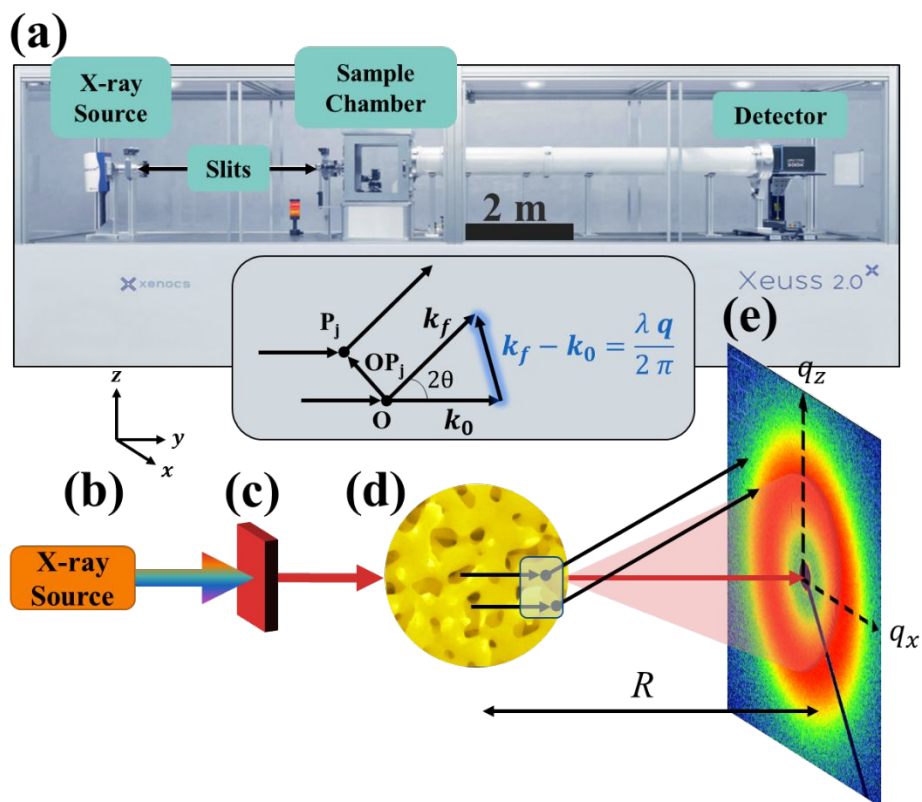 (a)
X-ray
Source
Sample
Chamber
Detector
Slits
2 m
xenocs
Xeuss 2.0
P_j
k_f
k_f − k_0 = λ q / 2 π
OP_j
2θ
O
k_0
(e)
z
y
x
q_z
(b)
(c)
(d)
X-ray
Source
q_x
R